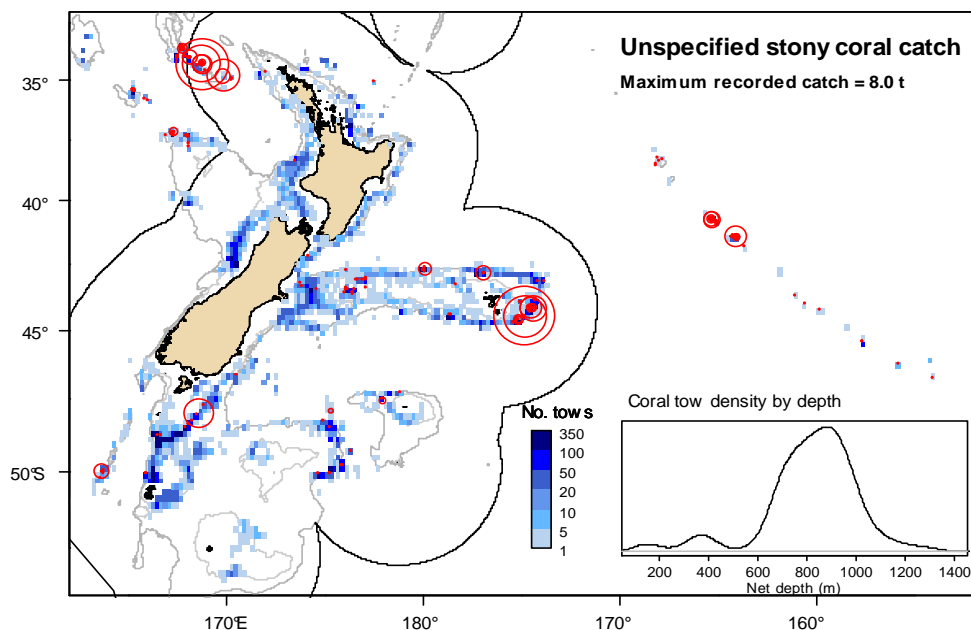 Unspecified stony coral catch
Maximum recorded catch = 8.0 t
35°
40°
45°
50°S
No. tows
350
100
50
20
10
5
1
Coral tow density by depth
200
400
600
800
1000
1200
1400
Net depth (m)
170°E
180°
170°
160°